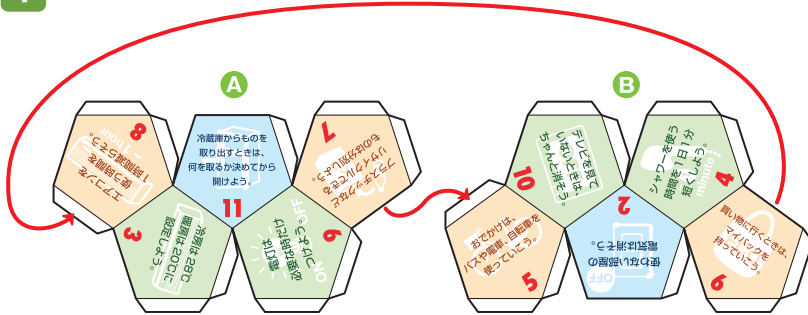 A
B
8
エアコンを
使う時間を
1時間減らそう。
-1 hour
冷蔵庫からものを
取り出すときは、
何を取るか決めてから
開けよう。
11
7
プラスチックなど
リサイクルできる
ものは分別しよう。
3
冷房は28℃
暖房は20℃に
設定しよう。
電灯は
必要な時だけ
つけよう。
ON OFF
9
10
テレビを見て
いないときは、
ちゃんと消そう。
シャワーを使う
時間を1日1分
短くしよう。
minute
4
おでかけは、
バスや電車、自転車を
使っていこう。
5
2
使わない部屋の
電気は消そう。
OFF
買い物に行くときは、
マイバックを
持っていこう。
6